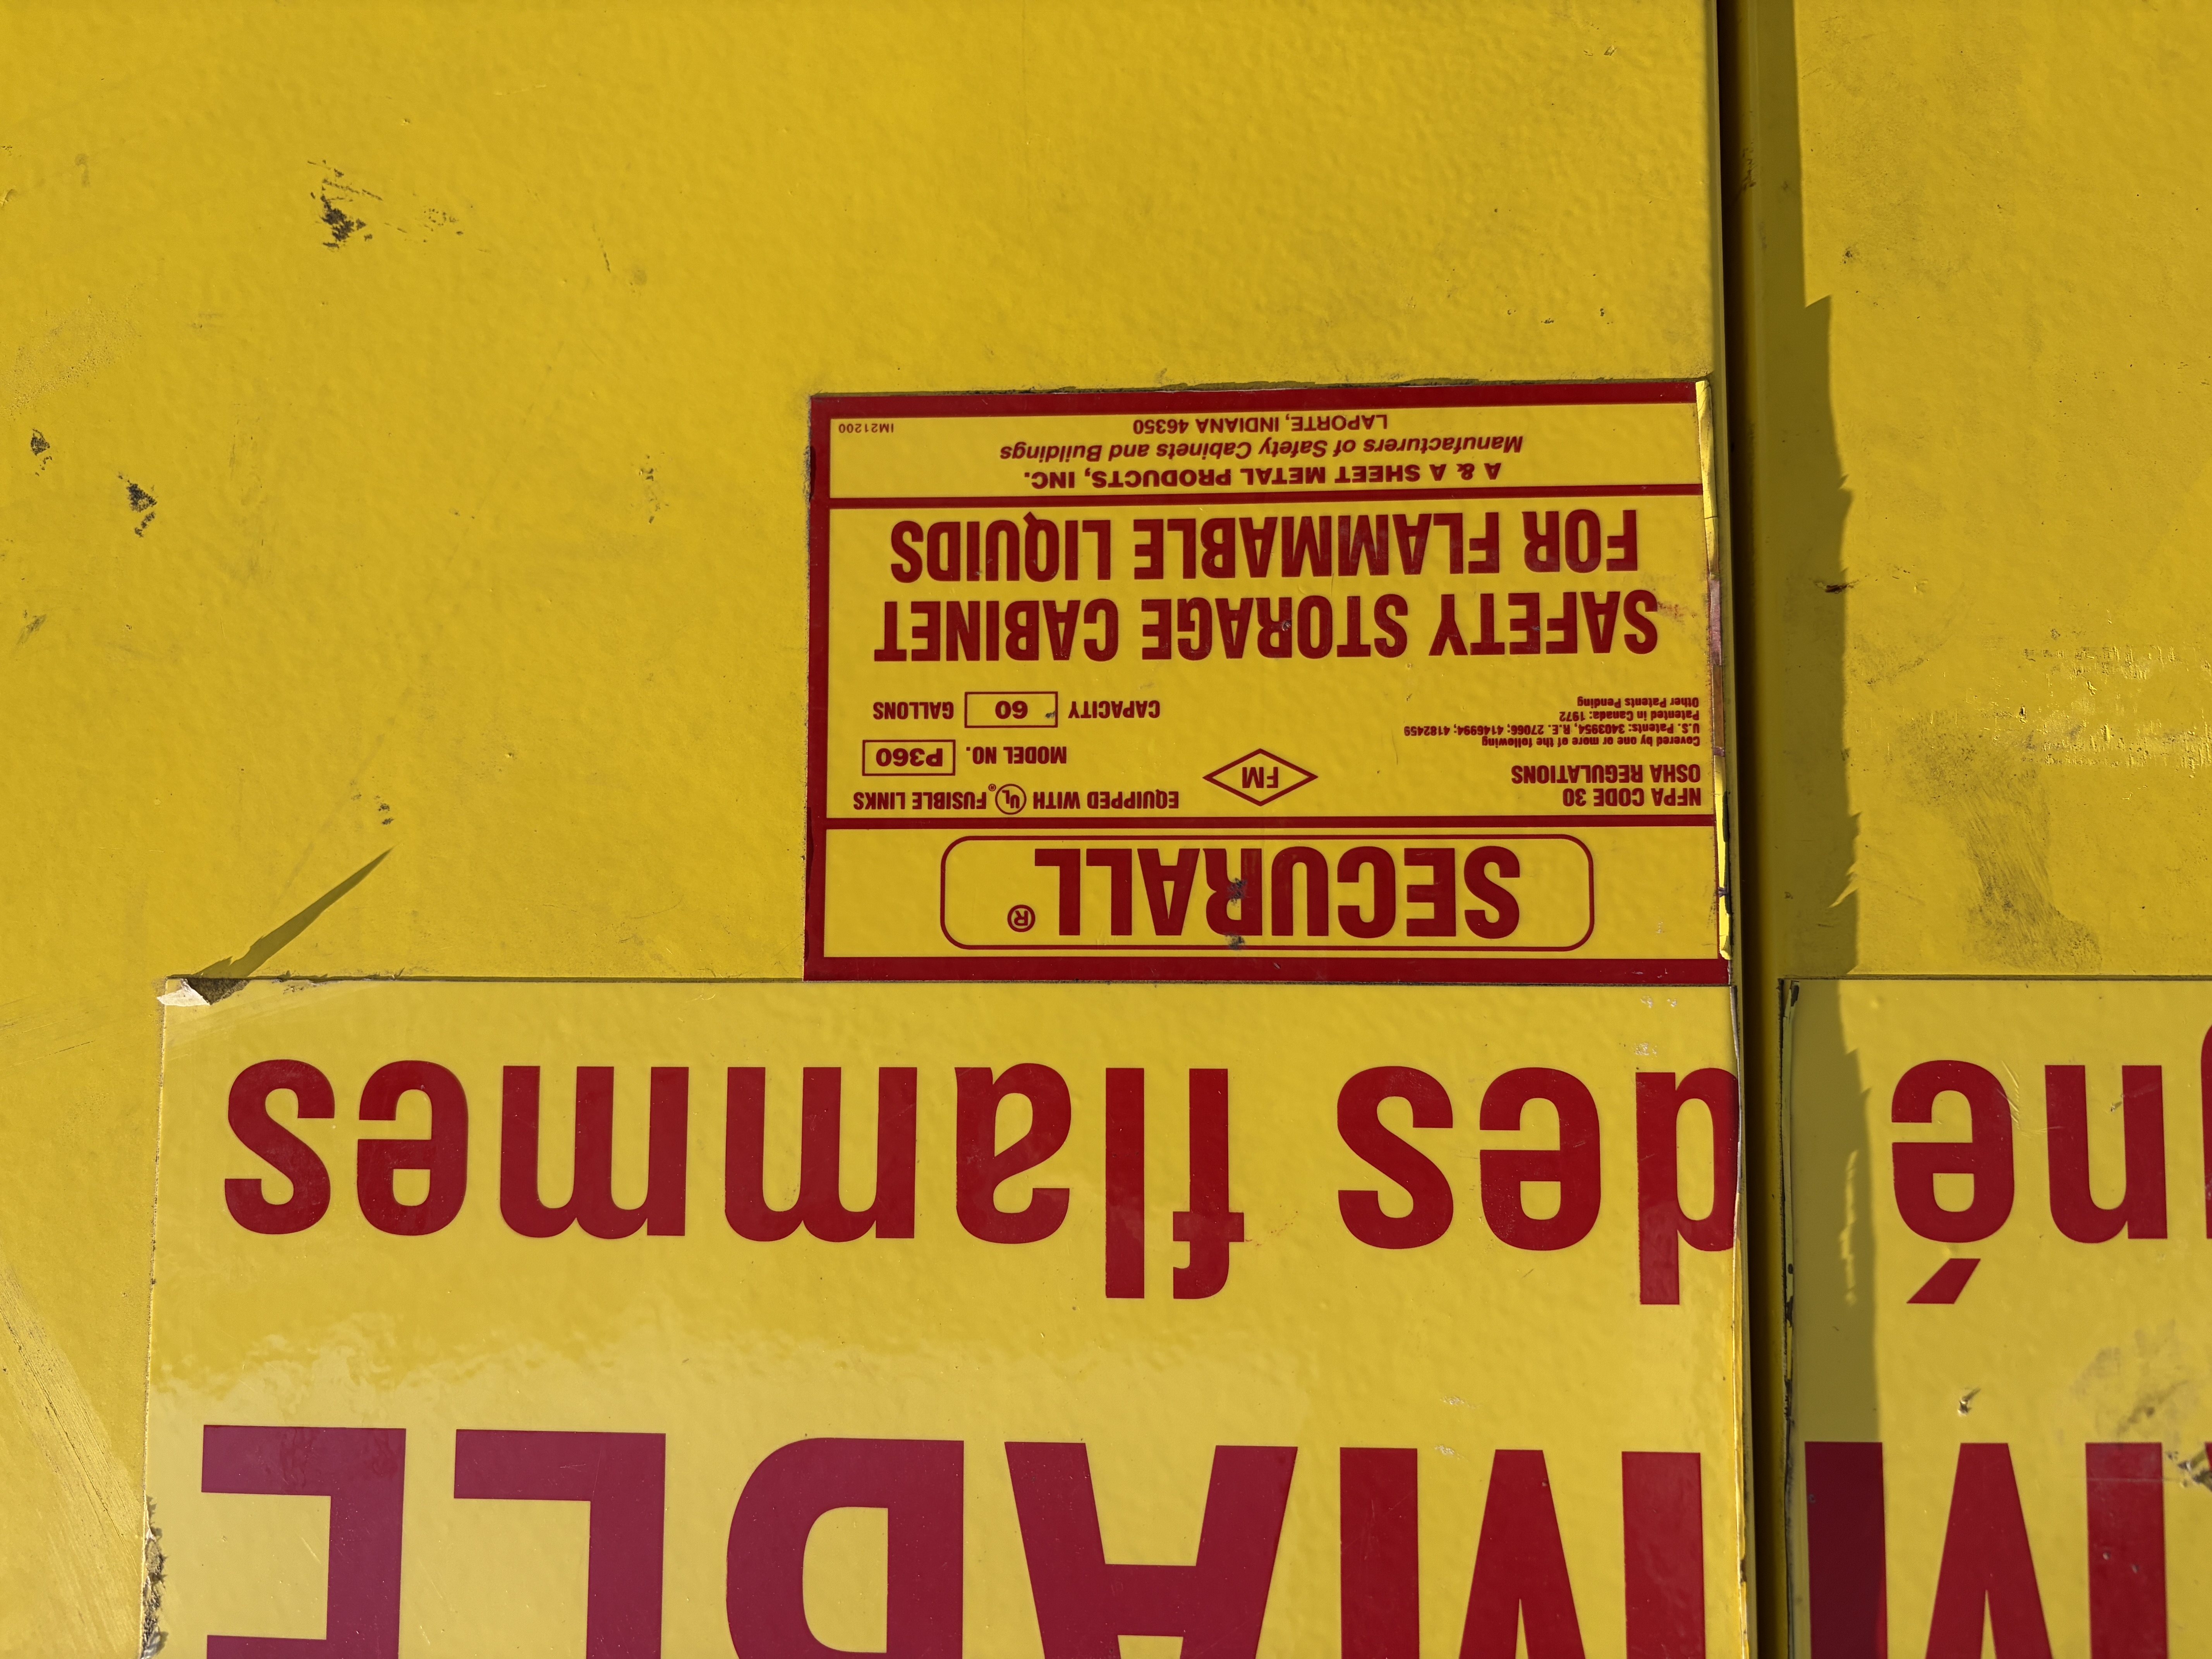 MMABLE
né des flames
SECURALL®
NFPA CODE 30
OSHA REGULATIONS
Covered by one or more of the following
U.S. Patents: 3403954, R.E. 27066; 4146994; 4182459
Patented in Canada: 1972
Other Patents Pending
FM
EQUIPPED WITH UL® FUSIBLE LINKS
MODEL NO. P360
CAPACITY 60 GALLONS
SAFETY STORAGE CABINET
FOR FLAMMABLE LIQUIDS
A & A SHEET METAL PRODUCTS, INC.
Manufacturers of Safety Cabinets and Buildings
LAPORTE, INDIANA 46350
IM21200